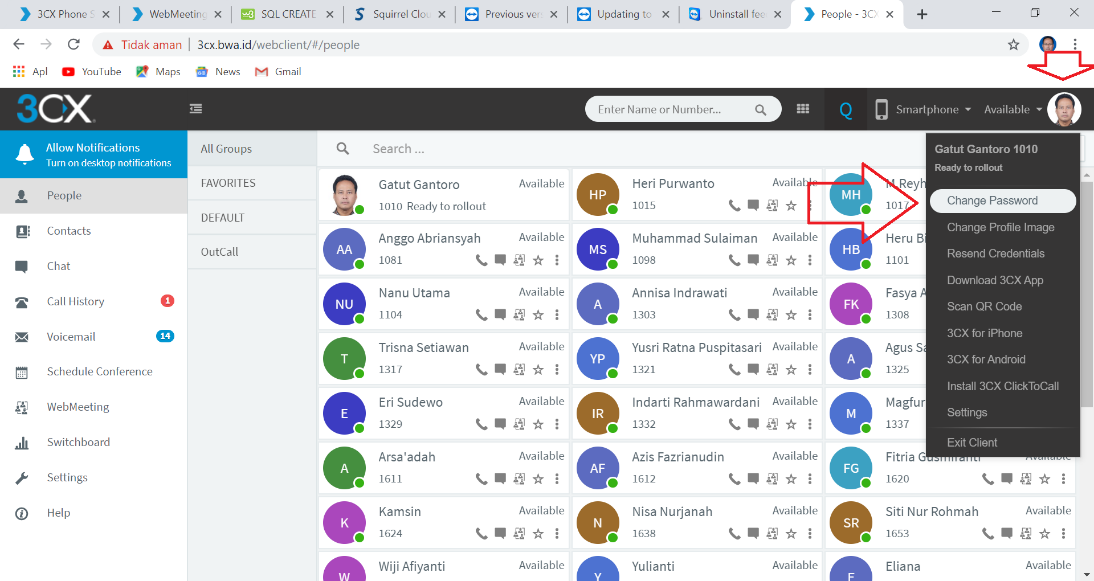 3CX Phone S
WebMeeting
SQL CREATE
Squirrel Clou
Previous ver
Updating to
Uninstall fee
People - 3C
Tidak aman
3cx.bwa.id/webclient/#/people
Apl
YouTube
Maps
News
Gmail
3CX
Enter Name or Number...
Q
Smartphone
Available
Allow Notifications
Turn on desktop notifications
People
Contacts
Chat
Call History
1
Voicemail
14
Schedule Conference
WebMeeting
Switchboard
Settings
Help
All Groups
FAVORITES
DEFAULT
OutCall
Search ...
Gatut Gantoro
Available
1010 Ready to rollout
HP
Heri Purwanto
Available
1015
MH
M Reyh
1017
AA
Anggo Abriansyah
Available
1081
MS
Muhammad Sulaiman
Available
1098
HB
Heru Bi
1101
NU
Nanu Utama
Available
1104
A
Annisa Indrawati
Available
1303
FK
Fasya A
1308
T
Trisna Setiawan
Available
1317
YP
Yusri Ratna Puspitasari
Available
1321
A
Agus Sa
1325
E
Eri Sudewo
Available
1329
IR
Indarti Rahmawardani
Available
1332
M
Magfur
1337
A
Arsa'adah
Available
1611
AF
Azis Fazrianudin
Available
1612
FG
Fitria Gusmiranti
Available
1620
K
Kamsin
Available
1624
N
Nisa Nurjanah
Available
1638
SR
Siti Nur Rohmah
Available
1653
W
Wiji Afiyanti
Available
Y
Yulianti
Available
E
Eliana
Available
Gatut Gantoro 1010
Ready to rollout
Change Password
Change Profile Image
Resend Credentials
Download 3CX App
Scan QR Code
3CX for iPhone
3CX for Android
Install 3CX ClickToCall
Settings
Exit Client